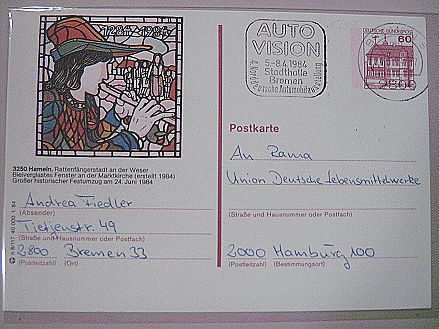 1284 1984
3250 Hameln, Rattenfängerstadt an der Weser
Bleiverglastes Fenster an der Marktkirche (erstellt 1984)
Großer historischer Festumzug am 24. Juni 1984
Andrea Fiedler
(Absender)
Tietjenstr. 49
(Straße und Hausnummer oder Postfach)
2800 Bremen 33
(Postleitzahl) (Ort)
AUTO
VISION
5.-8.4.1984
Stadthalle
Bremen
DEUTSCHE BUNDESPOST
60
2800
Postkarte
An Rama
Union Deutsche Lebensmittelwerke
(Straße und Hausnummer oder Postfach)
2000 Hamburg 100
(Postleitzahl) (Bestimmungsort)